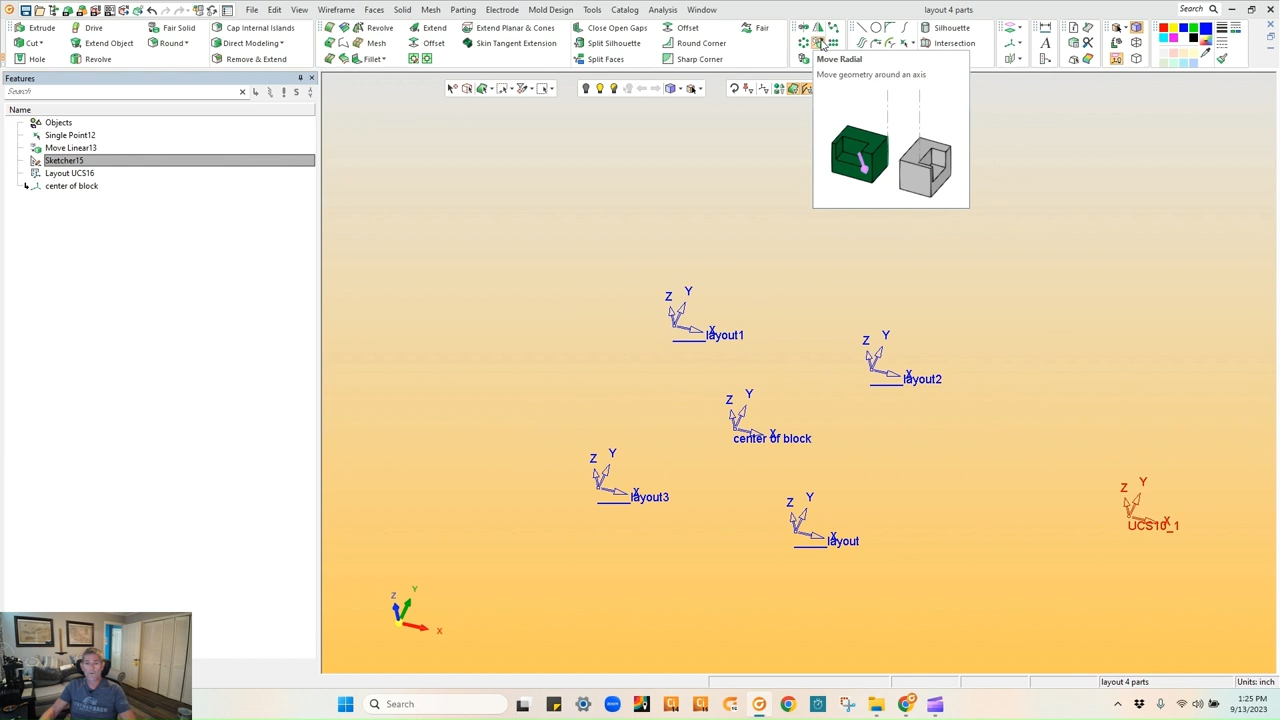 File Edit View Wireframe Faces Solid Mesh Parting Electrode Mold Design Tools Catalog Analysis Window
layout 4 parts
Search
Extrude Drive Fair Solid Cap Internal Islands Extend Extend Planar & Cones Close Open Gaps Offset Fair Silhouette
Cut Extend Object Round Direct Modeling Mesh Offset Skin Tangent Extension Split Silhouette Round Corner Intersection
Hole Revolve Remove & Extend Fillet Split Faces Sharp Corner
Move Radial
Move geometry around an axis
Features
Search
Name
Objects
Single Point12
Move Linear13
Sketcher15
Layout UCS16
center of block
Z Y
X
layout1
Z Y
X
layout2
Z Y
X
center of block
Z Y
X
layout3
Z Y
X
layout
Z Y
X
UCS10_1
Z Y
X
layout 4 parts
Units: inch
Search
1:25 PM
9/13/2023